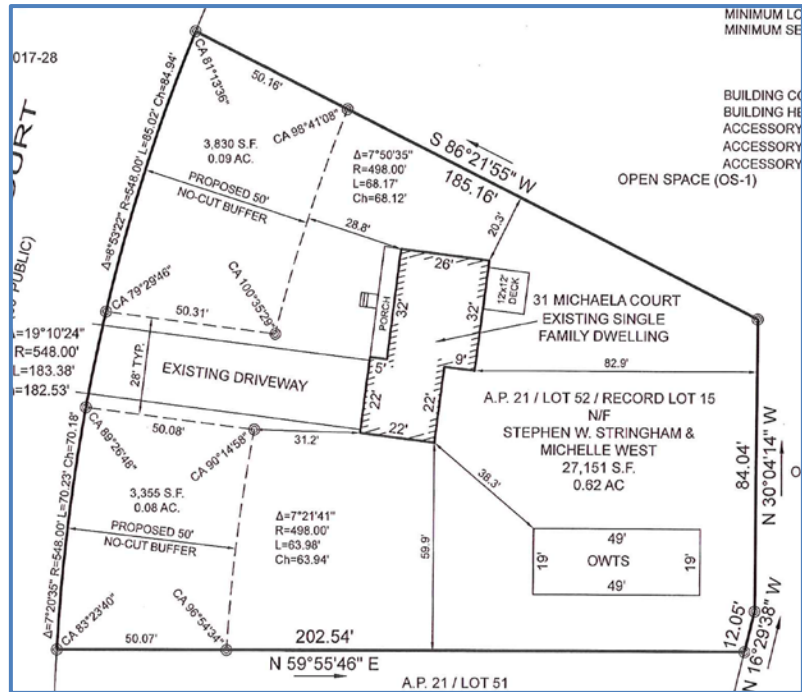 MINIMUM LO
MINIMUM SE
017-28
COURT
BUILDING CO
BUILDING HE
ACCESSORY
ACCESSORY
ACCESSORY
OPEN SPACE (OS-1)
CA 81°13'36"
50.16'
CA 98°41'08"
3,830 S.F.
0.09 AC.
Δ=7°50'35"
R=498.00'
L=68.17'
Ch=68.12'
S 86°21'55" W
185.16'
Δ=8°53'22" R=548.00' L=85.02' Ch=84.94'
PROPOSED 50'
NO-CUT BUFFER
28.8'
20.3'
26'
12'x12'
DECK
PUBLIC)
CA 79°29'46"
50.31'
CA 100°35'29"
PORCH
32'
32'
31 MICHAELA COURT
EXISTING SINGLE
FAMILY DWELLING
Δ=19°10'24"
R=548.00'
L=183.38'
h=182.53'
28' TYP.
EXISTING DRIVEWAY
5'
9'
82.9'
22'
22'
22'
A.P. 21 / LOT 52 / RECORD LOT 15
N/F
STEPHEN W. STRINGHAM &
MICHELLE WEST
27,151 S.F.
0.62 AC
84.04'
N 30°04'14" W
O
CA 89°26'48"
50.08'
CA 90°14'58"
31.2'
3,355 S.F.
0.08 AC.
Δ=7°20'35" R=548.00' L=70.23' Ch=70.18'
PROPOSED 50'
NO-CUT BUFFER
Δ=7°21'41"
R=498.00'
L=63.98'
Ch=63.94'
59.9'
38.3'
49'
19'
OWTS
19'
49'
CA 83°23'40"
CA 96°54'34"
50.07'
202.54'
N 59°55'46" E
12.05'
N 16°29'38" W
A.P. 21 / LOT 51